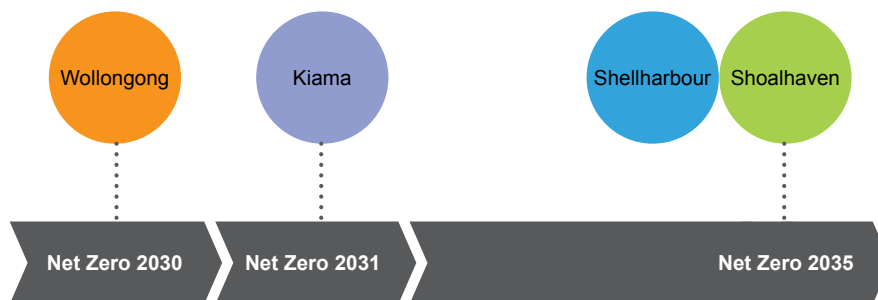 Wollongong
Kiama
Shellharbour
Shoalhaven
Net Zero 2030
Net Zero 2031
Net Zero 2035